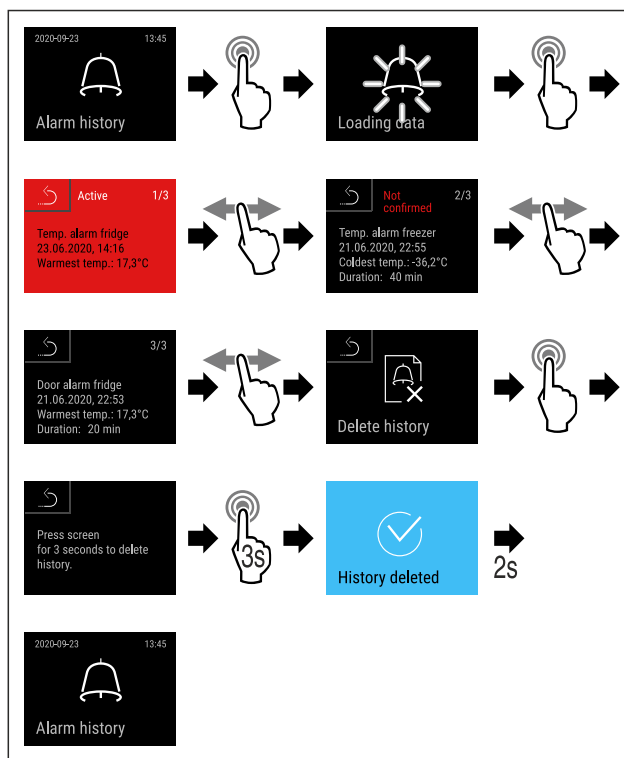 2020-09-23 13:45
Alarm history
Loading data
Active 1/3
Temp. alarm fridge
23.06.2020, 14:16
Warmest temp.: 17,3°C
Not 2/3
confirmed
Temp. alarm freezer
21.06.2020, 22:55
Coldest temp.: -36,2°C
Duration: 40 min
3/3
Door alarm fridge
21.06.2020, 22:53
Warmest temp.: 17,3°C
Duration: 20 min
Delete history
Press screen
for 3 seconds to delete
history.
3s
History deleted
2s
2020-09-23 13:45
Alarm history